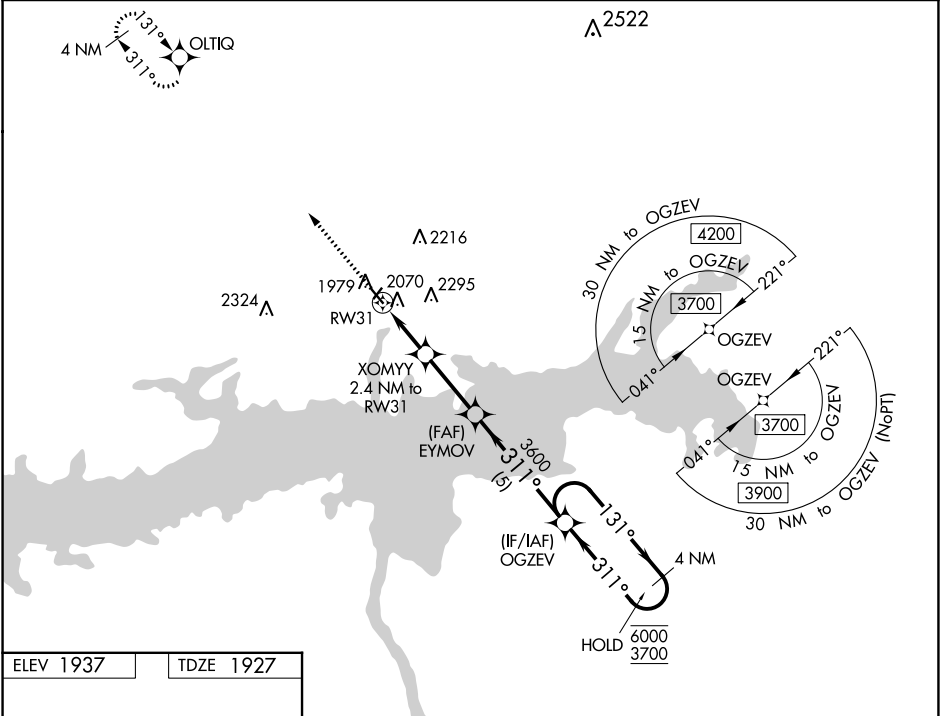 2522
131°
OLTIQ
4 NM
311°
30 NM to OGZEV
4200
2216
15 NM to OGZEV
221°
1979
2070
2295
3700
2324
RW31
OGZEV
041°
XOMYY
2.4 NM to
RW31
OGZEV
221°
(FAF)
EYMOV
3700
041°
15 NM to OGZEV
3900
30 NM to OGZEV (NoPT)
3600
311°
(5)
131°
(IF/IAF)
OGZEV
4 NM
311°
HOLD
6000
3700
ELEV 1937
TDZE 1927